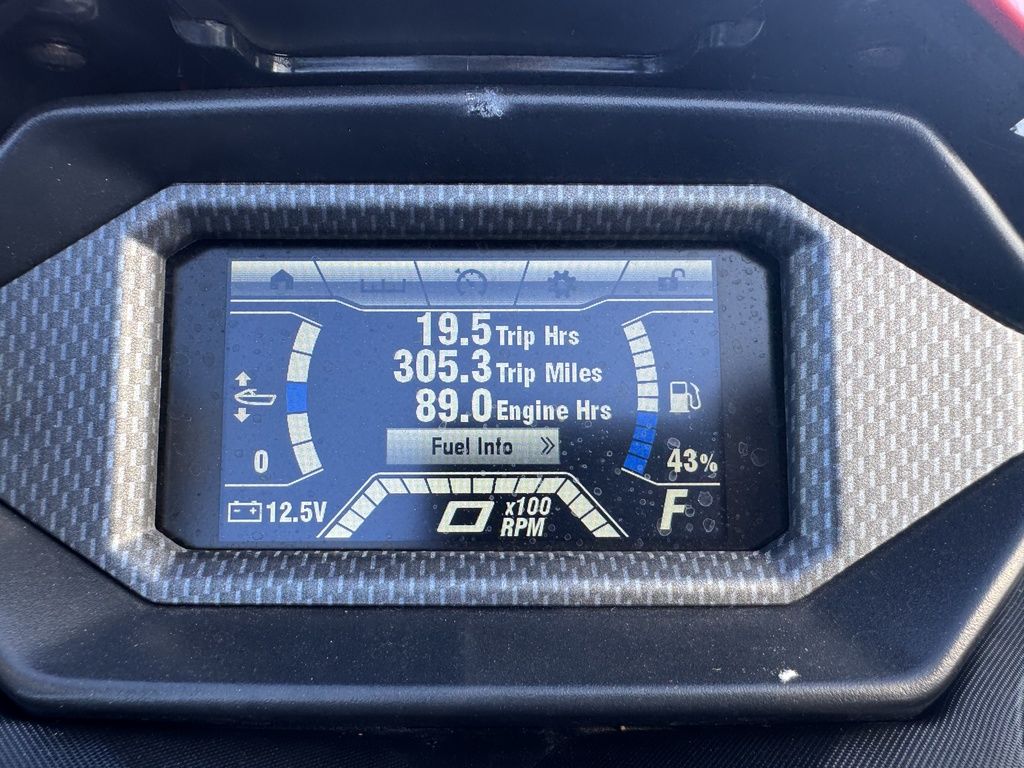 19.5 Trip Hrs
305.3 Trip Miles
89.0 Engine Hrs
Fuel Info
0
43%
12.5V
0 x100 RPM
F